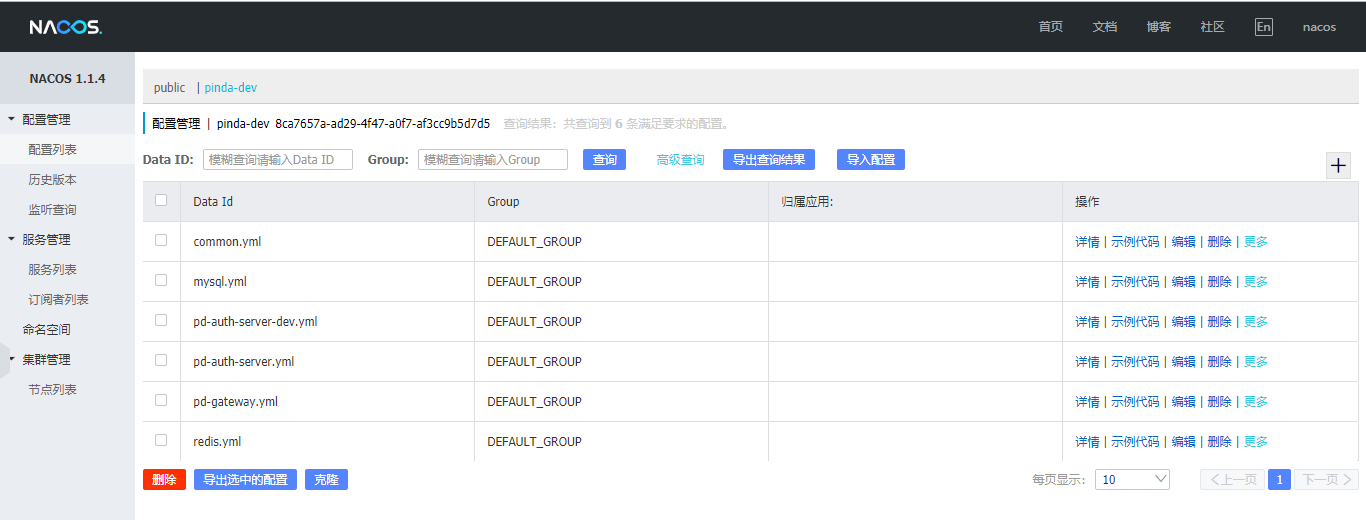 NACOS.
首页 文档 博客 社区 En nacos
NACOS 1.1.4
配置管理
配置列表
历史版本
监听查询
服务管理
服务列表
订阅者列表
命名空间
集群管理
节点列表
public | pinda-dev
配置管理 | pinda-dev 8ca7657a-ad29-4f47-a0f7-af3cc9b5d7d5 查询结果：共查询到 6 条满足要求的配置。
Data ID: 模糊查询请输入Data ID Group: 模糊查询请输入Group 查询 高级查询 导出查询结果 导入配置
Data Id Group 归属应用: 操作
common.yml DEFAULT_GROUP 详情 | 示例代码 | 编辑 | 删除 | 更多
mysql.yml DEFAULT_GROUP 详情 | 示例代码 | 编辑 | 删除 | 更多
pd-auth-server-dev.yml DEFAULT_GROUP 详情 | 示例代码 | 编辑 | 删除 | 更多
pd-auth-server.yml DEFAULT_GROUP 详情 | 示例代码 | 编辑 | 删除 | 更多
pd-gateway.yml DEFAULT_GROUP 详情 | 示例代码 | 编辑 | 删除 | 更多
redis.yml DEFAULT_GROUP 详情 | 示例代码 | 编辑 | 删除 | 更多
删除 导出选中的配置 克隆 每页显示: 10 上一页 1 下一页